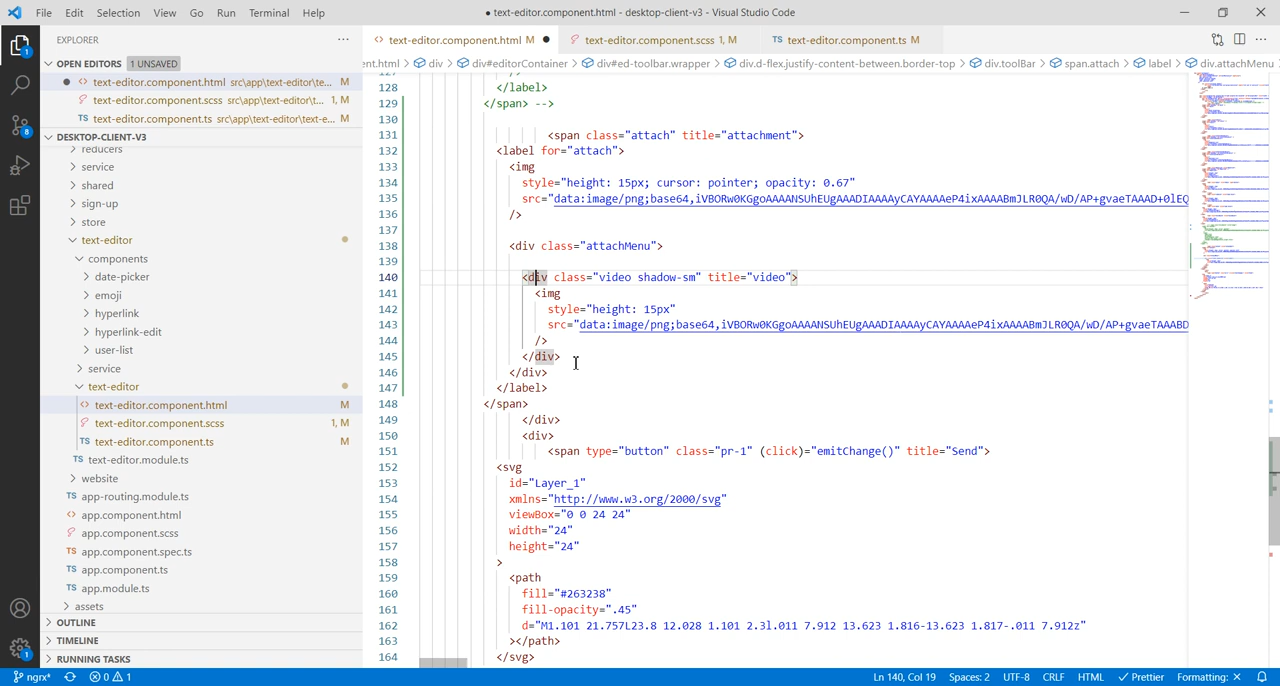 File Edit Selection View Go Run Terminal Help
● text-editor.component.html - desktop-client-v3 - Visual Studio Code
EXPLORER
OPEN EDITORS 1 UNSAVED
text-editor.component.html src\app\text-editor\te... M
text-editor.component.scss src\app\text-editor\t... 1, M
text-editor.component.ts src\app\text-editor\text-e... M
DESKTOP-CLIENT-V3
reducers
service
shared
sign-up
store
text-editor
components
date-picker
emoji
hyperlink
hyperlink-edit
user-list
service
text-editor
text-editor.component.html M
text-editor.component.scss 1, M
TS text-editor.component.ts M
TS text-editor.module.ts
website
TS app-routing.module.ts
app.component.html
app.component.scss
TS app.component.spec.ts
TS app.component.ts
TS app.module.ts
assets
OUTLINE
TIMELINE
RUNNING TASKS
text-editor.component.html M ●
text-editor.component.scss 1, M
TS text-editor.component.ts M
ent.html > div > div#editorContainer > div#ed-toolbar.wrapper > div.d-flex.justify-content-between.border-top > div.toolBar > span.attach > label > div.attachMenu
127 />
128 </label>
129 </span> -->
130
131 <span class="attach" title="attachment">
132 <label for="attach">
133 <img
134 style="height: 15px; cursor: pointer; opacity: 0.67"
135 src="data:image/png;base64,iVBORw0KGgoAAAANSUhEUgAAADIAAAAyCAYAAAAeP4ixAAAABmJLR0QA/wD/AP+gvaeTAAAD+0lEQ
136 />
137
138 <div class="attachMenu">
139
140 <div class="video shadow-sm" title="video">
141 <img
142 style="height: 15px"
143 src="data:image/png;base64,iVBORw0KGgoAAAANSUhEUgAAADIAAAAyCAYAAAAeP4ixAAAABmJLR0QA/wD/AP+gvaeTAAABD
144 />
145 </div>
146 </div>
147 </label>
148 </span>
149 </div>
150 <div>
151 <span type="button" class="pr-1" (click)="emitChange()" title="Send">
152 <svg
153 id="Layer_1"
154 xmlns="http://www.w3.org/2000/svg"
155 viewBox="0 0 24 24"
156 width="24"
157 height="24"
158 >
159 <path
160 fill="#263238"
161 fill-opacity=".45"
162 d="M1.101 21.757L23.8 12.028 1.101 2.3l.011 7.912 13.623 1.816-13.623 1.817-.011 7.912z"
163 ></path>
164 </svg>
ngrx* 0 1
Ln 140, Col 19 Spaces: 2 UTF-8 CRLF HTML Prettier Formatting: ×